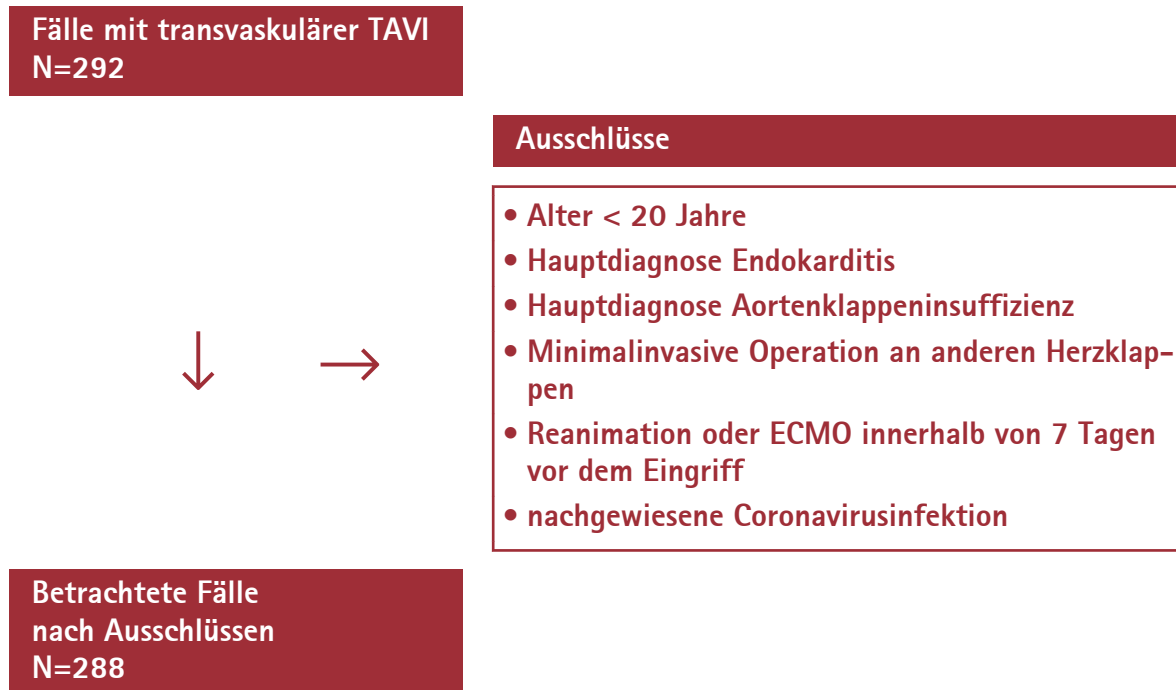 Fälle mit transvaskulärer TAVI
N=292
Ausschlüsse
• Alter < 20 Jahre
• Hauptdiagnose Endokarditis
• Hauptdiagnose Aortenklappeninsuffizienz
• Minimalinvasive Operation an anderen Herzklap-
pen
• Reanimation oder ECMO innerhalb von 7 Tagen
vor dem Eingriff
• nachgewiesene Coronavirusinfektion
Betrachtete Fälle
nach Ausschlüssen
N=288